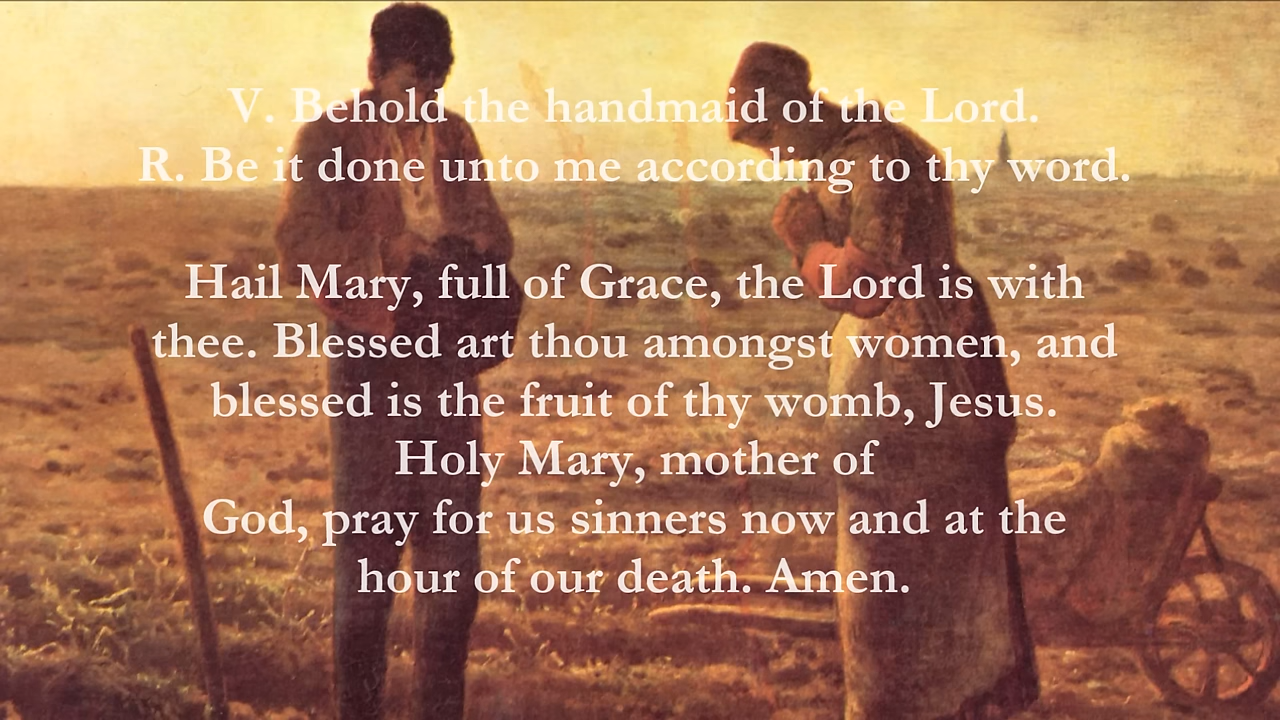 V. Behold the handmaid of the Lord.
R. Be it done unto me according to thy word.
Hail Mary, full of Grace, the Lord is with
thee. Blessed art thou amongst women, and
blessed is the fruit of thy womb, Jesus.
Holy Mary, mother of
God, pray for us sinners now and at the
hour of our death. Amen.